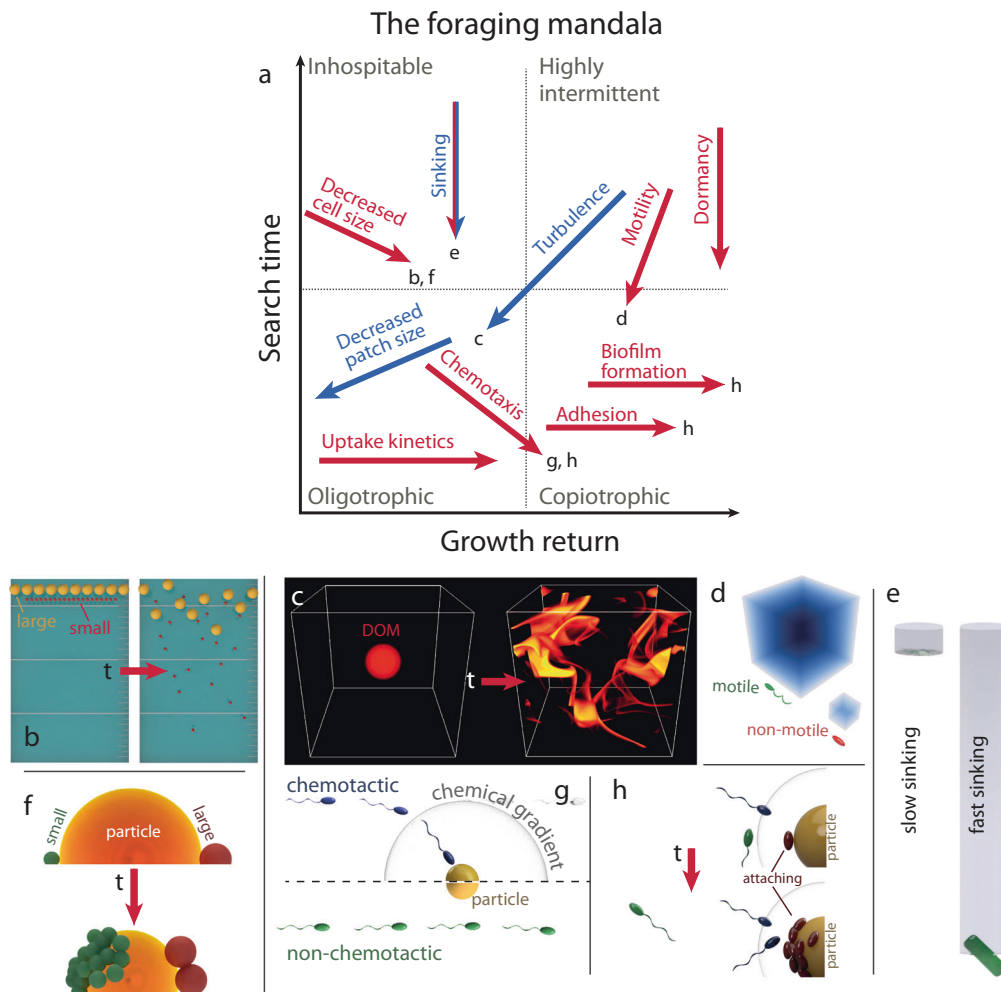 The foraging mandala
a
Inhospitable
Highly
intermittent
Search time
Sinking
Decreased
cell size
e
b, f
Turbulence
Motility
Dormancy
Decreased
patch size
c
d
Chemotaxis
Biofilm
formation
h
Adhesion
h
Uptake kinetics
g, h
Oligotrophic
Copiotrophic
Growth return
large
small
t
b
c
DOM
t
d
motile
non-motile
e
slow sinking
fast sinking
f
small
particle
large
t
chemotactic
chemical gradient
g
particle
non-chemotactic
h
t
particle
attaching
particle